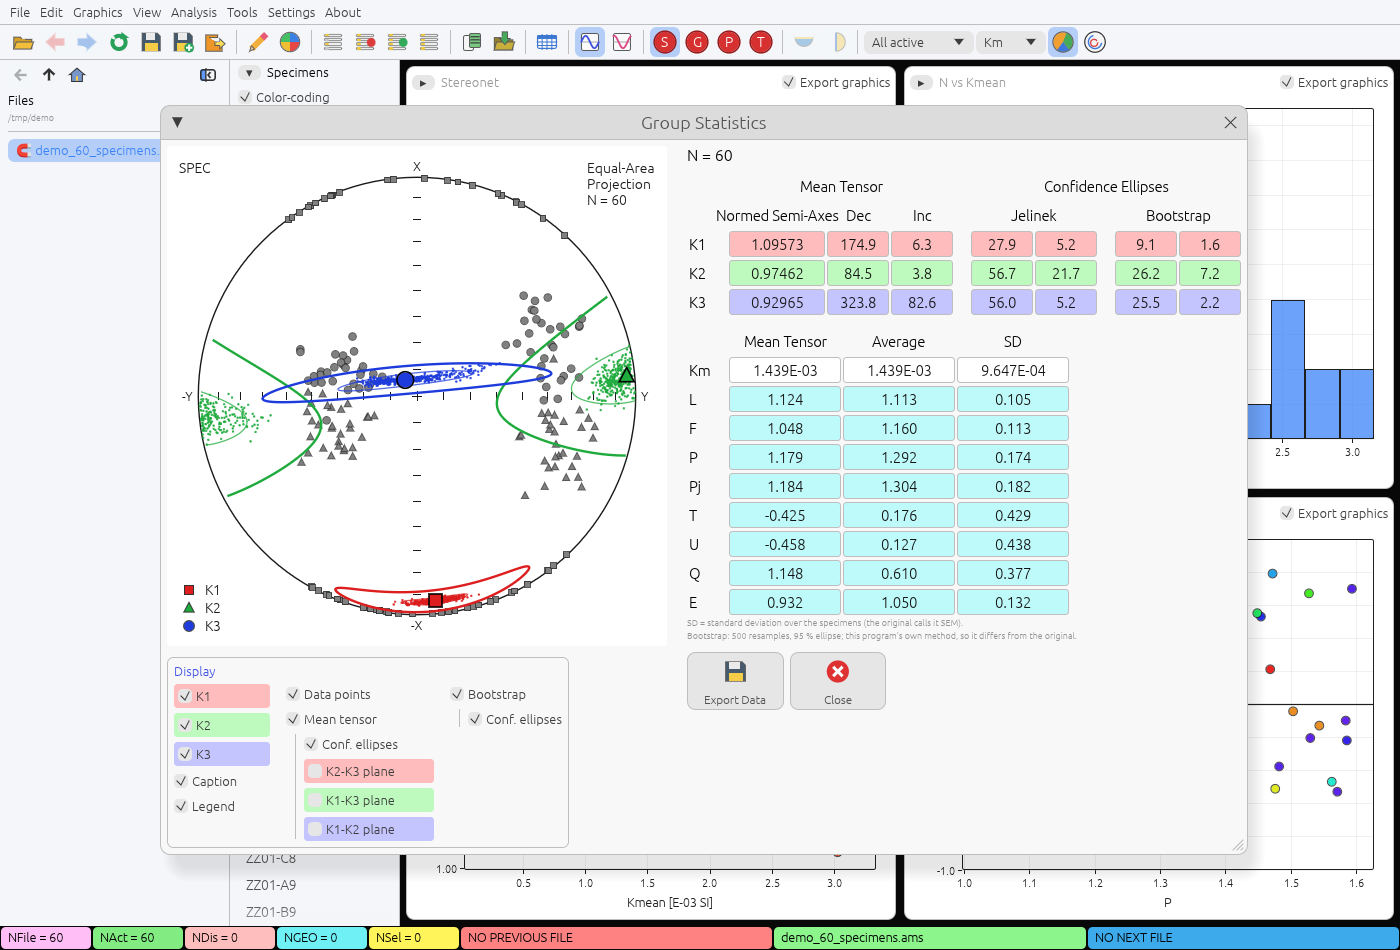 File Edit Graphics View Analysis Tools Settings About
S G P T All active Km
Files
/tmp/demo
demo_60_specimens.
Specimens
Color-coding
Stereonet
Export graphics
N vs Kmean
Export graphics
Group Statistics
SPEC
X
Equal-Area
Projection
N = 60
-Y
Y
-X
K1
K2
K3
N = 60
Mean Tensor Confidence Ellipses
Normed Semi-Axes Dec Inc Jelinek Bootstrap
K1 1.09573 174.9 6.3 27.9 5.2 9.1 1.6
K2 0.97462 84.5 3.8 56.7 21.7 26.2 7.2
K3 0.92965 323.8 82.6 56.0 5.2 25.5 2.2
Mean Tensor Average SD
Km 1.439E-03 1.439E-03 9.647E-04
L 1.124 1.113 0.105
F 1.048 1.160 0.113
P 1.179 1.292 0.174
Pj 1.184 1.304 0.182
T -0.425 0.176 0.429
U -0.458 0.127 0.438
Q 1.148 0.610 0.377
E 0.932 1.050 0.132
SD = standard deviation over the specimens (the original calls it SEM).
Bootstrap: 500 resamples, 95 % ellipse; this program's own method, so it differs from the original.
Export Data Close
Display
K1
K2
K3
Caption
Legend
Data points
Mean tensor
Conf. ellipses
K2-K3 plane
K1-K3 plane
K1-K2 plane
Bootstrap
Conf. ellipses
2.5 3.0
Export graphics
ZZ01-C8
ZZ01-A9
ZZ01-B9
1.00
0.5 1.0 1.5 2.0 2.5 3.0
Kmean [E-03 SI]
-1.0
1.0 1.1 1.2 1.3 1.4 1.5 1.6
P
NFile = 60 NAct = 60 NDis = 0 NGEO = 0 NSel = 0 NO PREVIOUS FILE demo_60_specimens.ams NO NEXT FILE